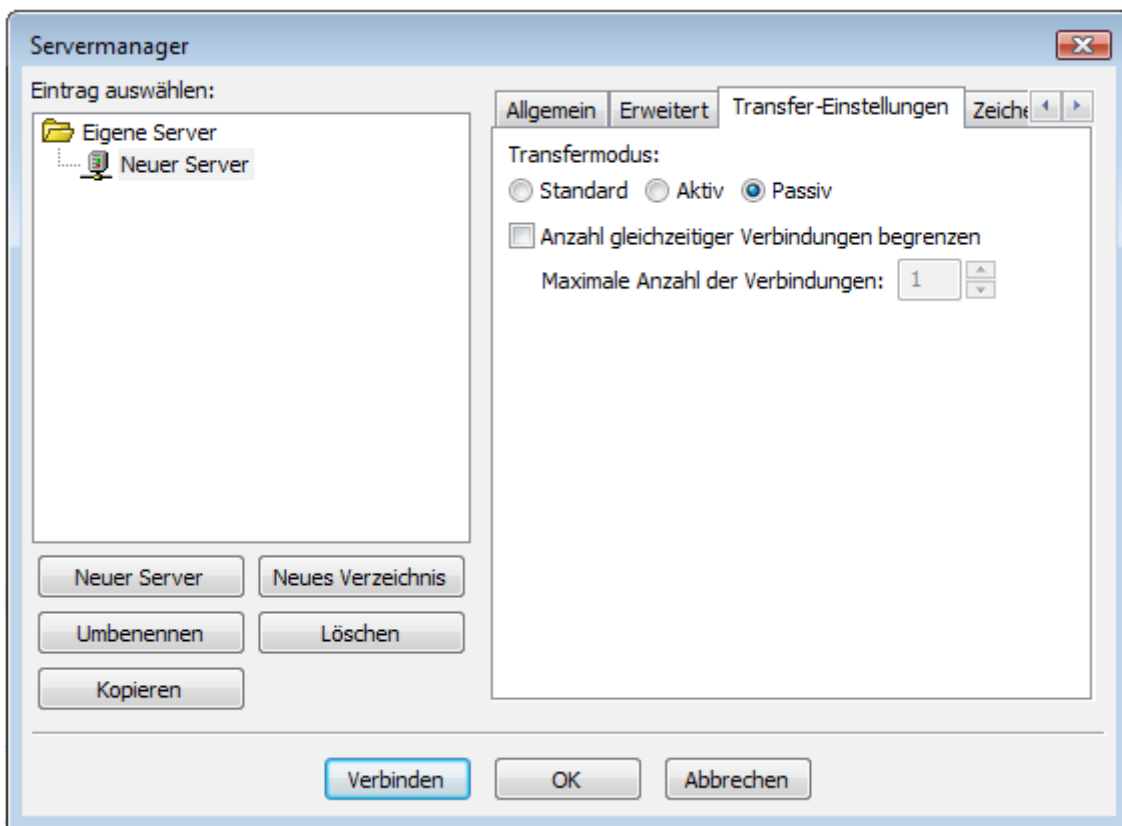 Servermanager
Eintrag auswählen:
Eigene Server
Neuer Server
Neuer Server Neues Verzeichnis
Umbenennen Löschen
Kopieren
Allgemein Erweitert Transfer-Einstellungen Zeiche
Transfermodus:
Standard Aktiv Passiv
Anzahl gleichzeitiger Verbindungen begrenzen
Maximale Anzahl der Verbindungen: 1
Verbinden OK Abbrechen